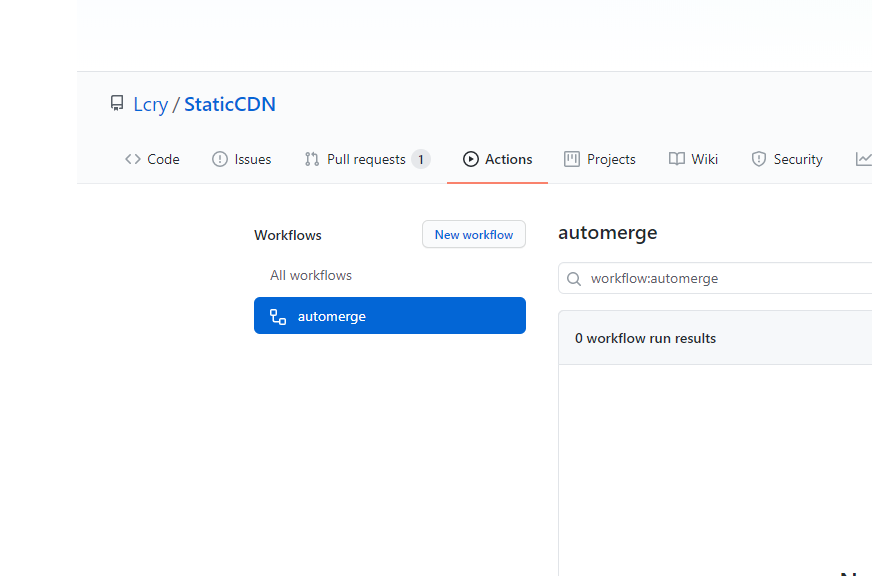 Lcry / StaticCDN
Code Issues Pull requests 1 Actions Projects Wiki Security
Workflows
New workflow
All workflows
automerge
automerge
workflow:automerge
0 workflow run results